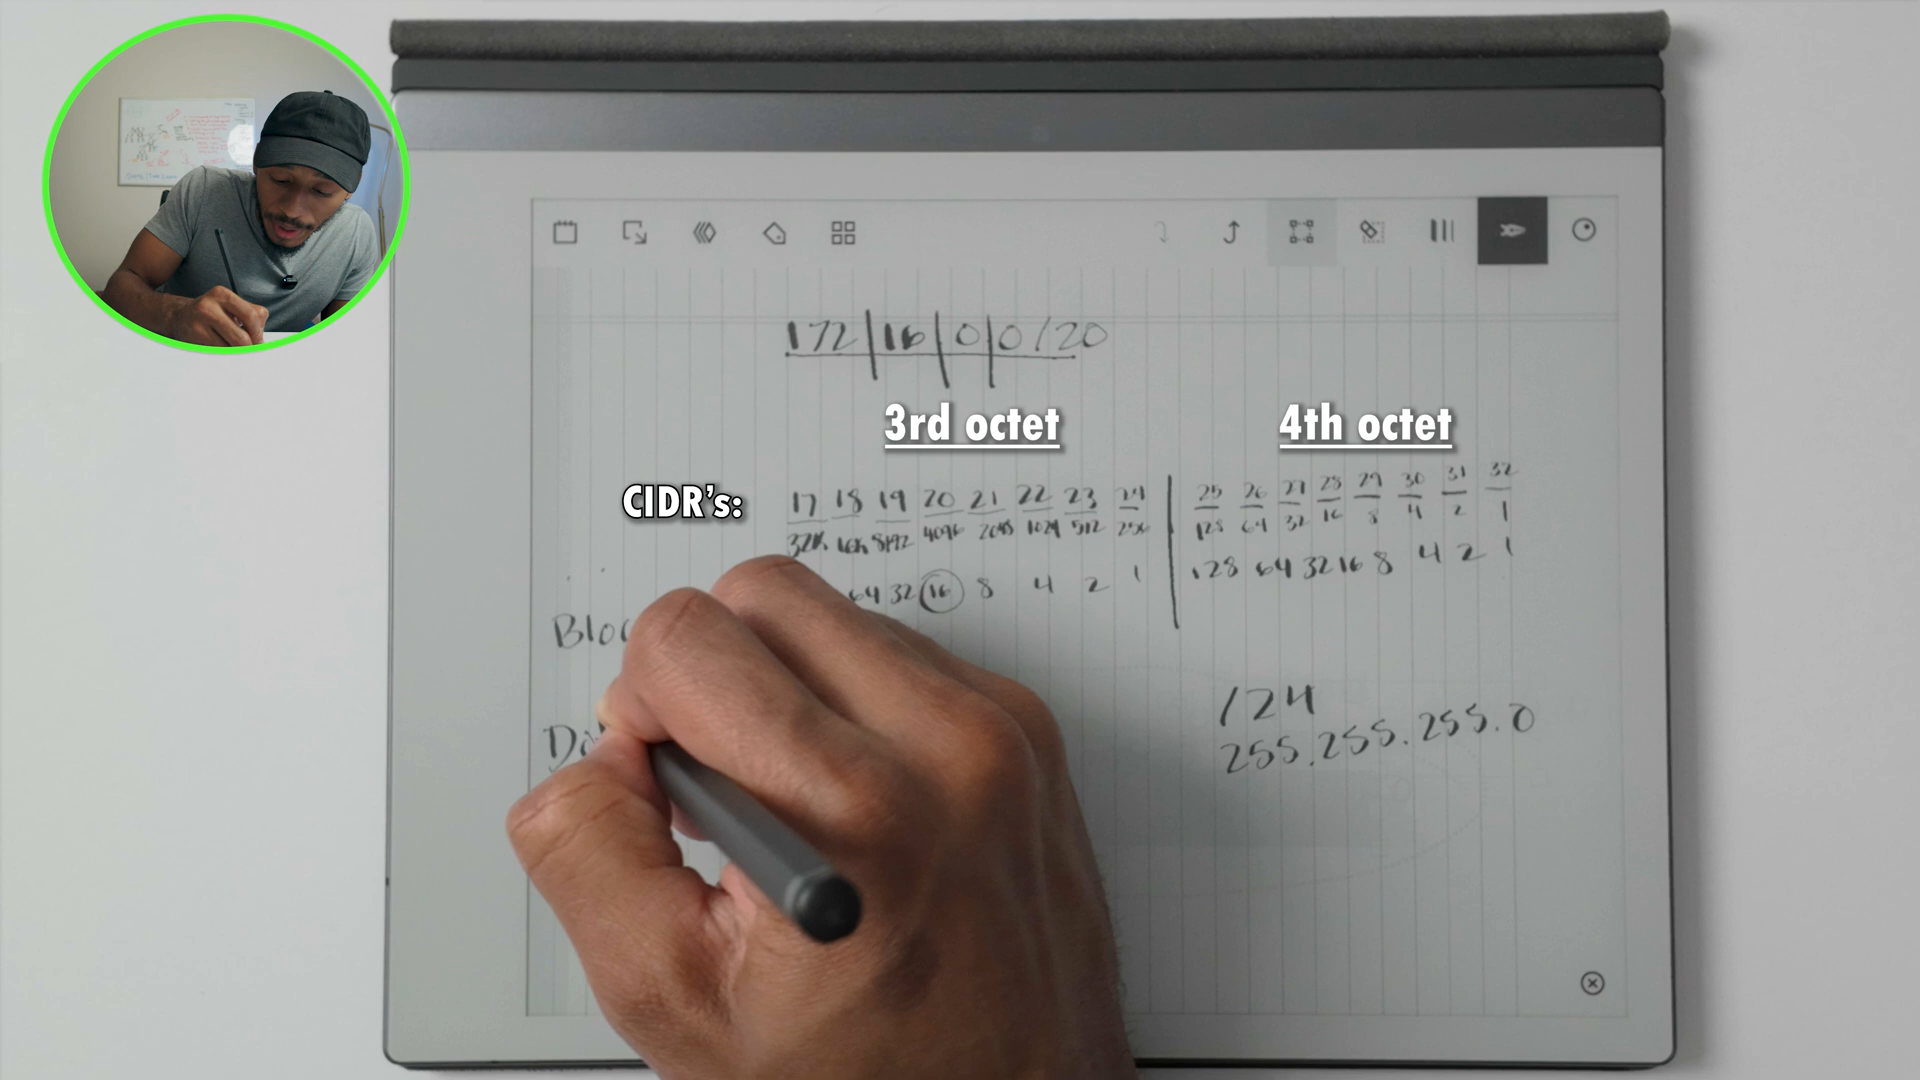 172|16|0|0/20
3rd octet 4th octet
CIDR's:
17 18 19 20 21 22 23 24 | 25 26 27 28 29 30 31 32
32K 16K 8192 4096 2048 1024 512 256 128 64 32 16 8 4 2 1
64 32 16 8 4 2 1 128 64 32 16 8 4 2 1
Bloc
/24
255.255.255.0